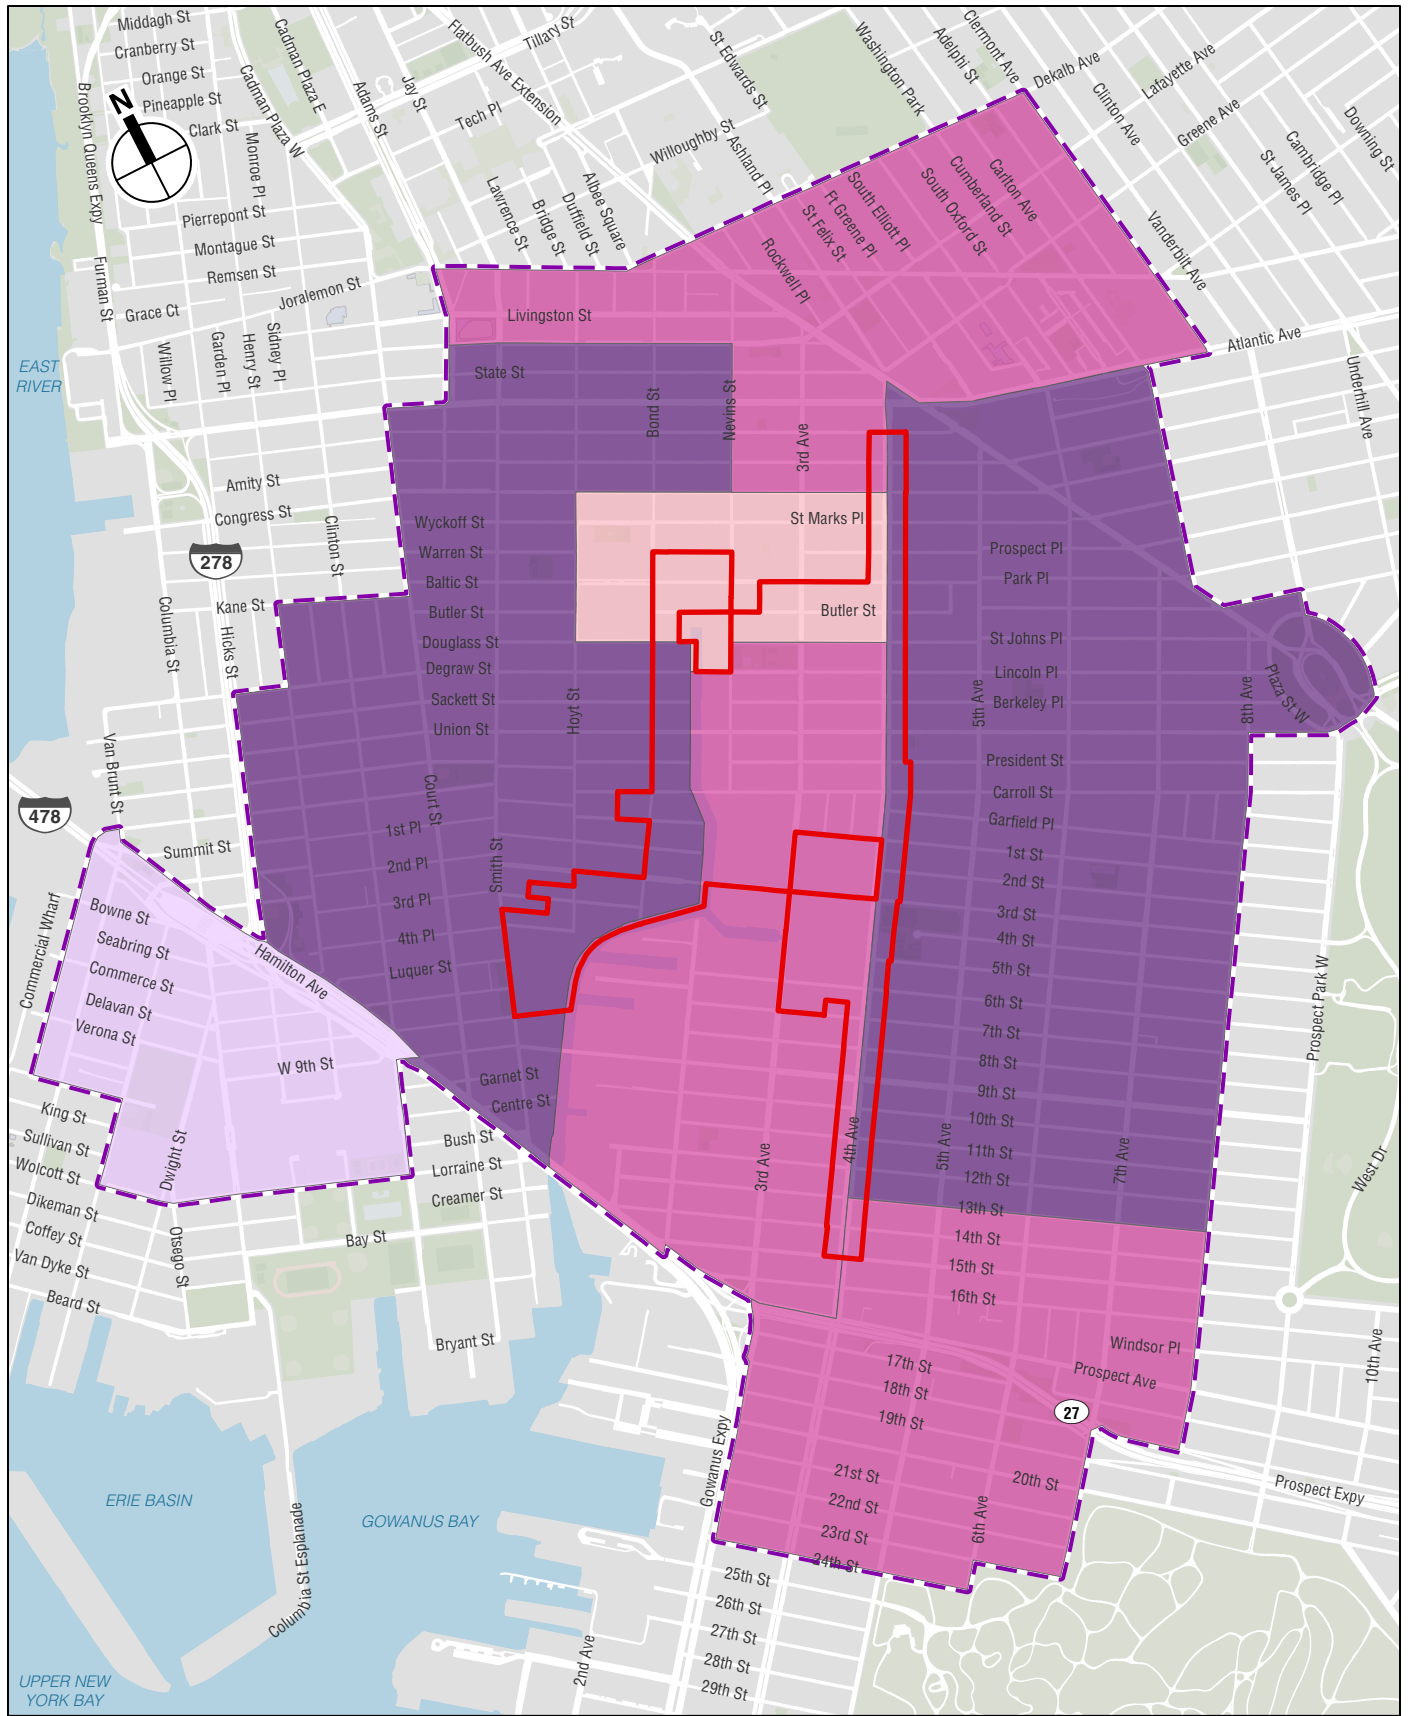 Middagh St
Cranberry St
Orange St
Pineapple St
Clark St
N
Brooklyn Queens Expy
Monroe Pl
Cadman Plaza W
Cadman Plaza E
Adams St
Jay St
Flatbush Ave Extension
Tillary St
Tech Pl
St Edwards St
Willoughby St
Ashland Pl
Washington Park
Adelphi St
Clermont Ave
Dekalb Ave
Clinton Ave
Lafayette Ave
Greene Ave
St James Pl
Cambridge Pl
Downing St
Vanderbilt Ave
Pierrepont St
Montague St
Remsen St
Joralemon St
Grace Ct
Furman St
Lawrence St
Bridge St
Duffield St
Albee Square
Rockwell Pl
St Felix St
Ft Greene Pl
South Elliott Pl
South Oxford St
Cumberland St
Carlton Ave
Atlantic Ave
Underhill Ave
Livingston St
State St
Willow Pl
Garden Pl
Henry St
Sidney Pl
EAST
RIVER
Bond St
Nevins St
3rd Ave
Amity St
Congress St
Clinton St
278
Kane St
Columbia St
Hicks St
Wyckoff St
Warren St
Baltic St
Butler St
Douglass St
Degraw St
Sackett St
Union St
Hoyt St
St Marks Pl
Butler St
Prospect Pl
Park Pl
St Johns Pl
Lincoln Pl
Berkeley Pl
5th Ave
8th Ave
Plaza St W
President St
Carroll St
Garfield Pl
1st St
2nd St
3rd St
4th St
5th St
6th St
7th St
8th St
9th St
10th St
11th St
12th St
13th St
14th St
15th St
16th St
Van Brunt St
478
Summit St
Court St
Smith St
1st Pl
2nd Pl
3rd Pl
4th Pl
Luquer St
Commercial Wharf
Bowne St
Seabring St
Commerce St
Delavan St
Verona St
Hamilton Ave
W 9th St
Garnet St
Centre St
Bush St
Lorraine St
Creamer St
King St
Sullivan St
Wolcott St
Dikeman St
Coffey St
Van Dyke St
Beard St
Dwight St
Otsego St
Bay St
Bryant St
3rd Ave
4th Ave
5th Ave
7th Ave
Prospect Park W
West Dr
10th Ave
Windsor Pl
Prospect Ave
27
17th St
18th St
19th St
20th St
21st St
22nd St
23rd St
24th St
6th Ave
Prospect Expy
Gowanus Expy
25th St
26th St
27th St
28th St
29th St
2nd Ave
ERIE BASIN
GOWANUS BAY
Columbia St Esplanade
UPPER NEW
YORK BAY